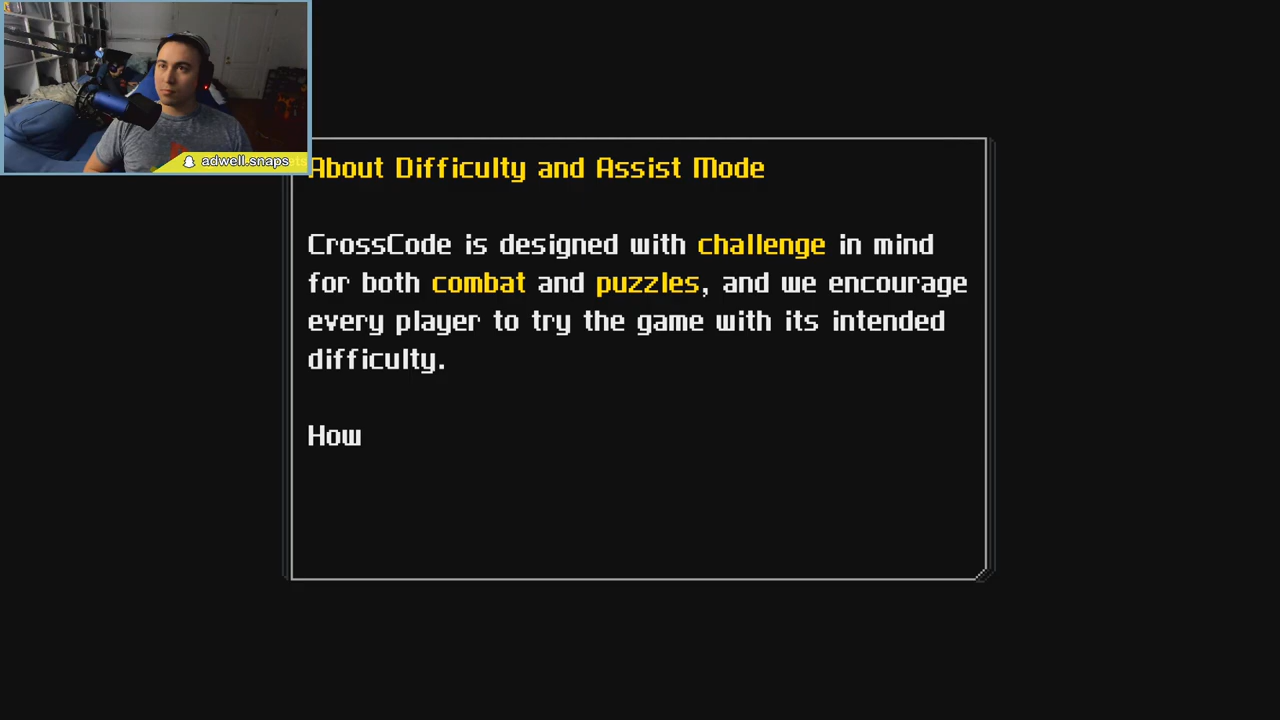 adwell.snaps
About Difficulty and Assist Mode
CrossCode is designed with challenge in mind
for both combat and puzzles, and we encourage
every player to try the game with its intended
difficulty.
How